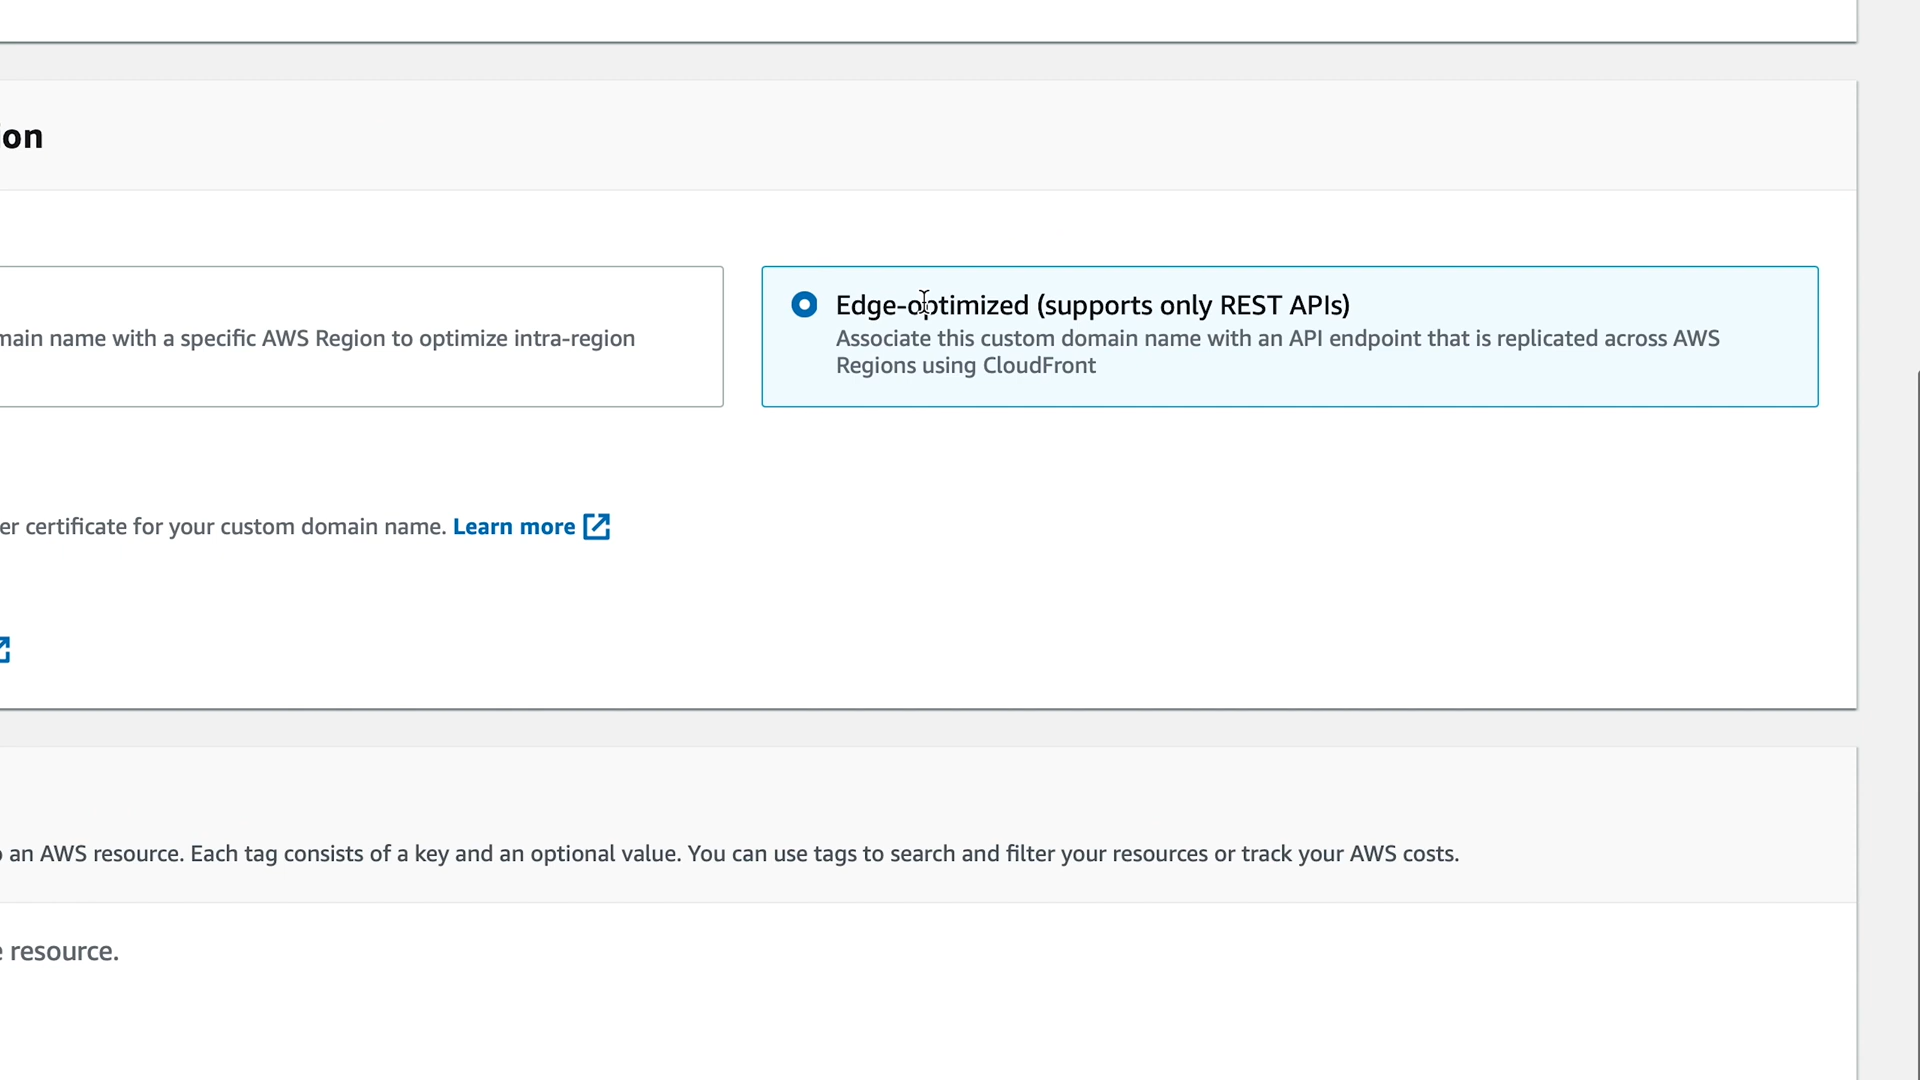 ion
main name with a specific AWS Region to optimize intra-region
Edge-optimized (supports only REST APIs)
Associate this custom domain name with an API endpoint that is replicated across AWS
Regions using CloudFront
er certificate for your custom domain name. Learn more
o an AWS resource. Each tag consists of a key and an optional value. You can use tags to search and filter your resources or track your AWS costs.
e resource.